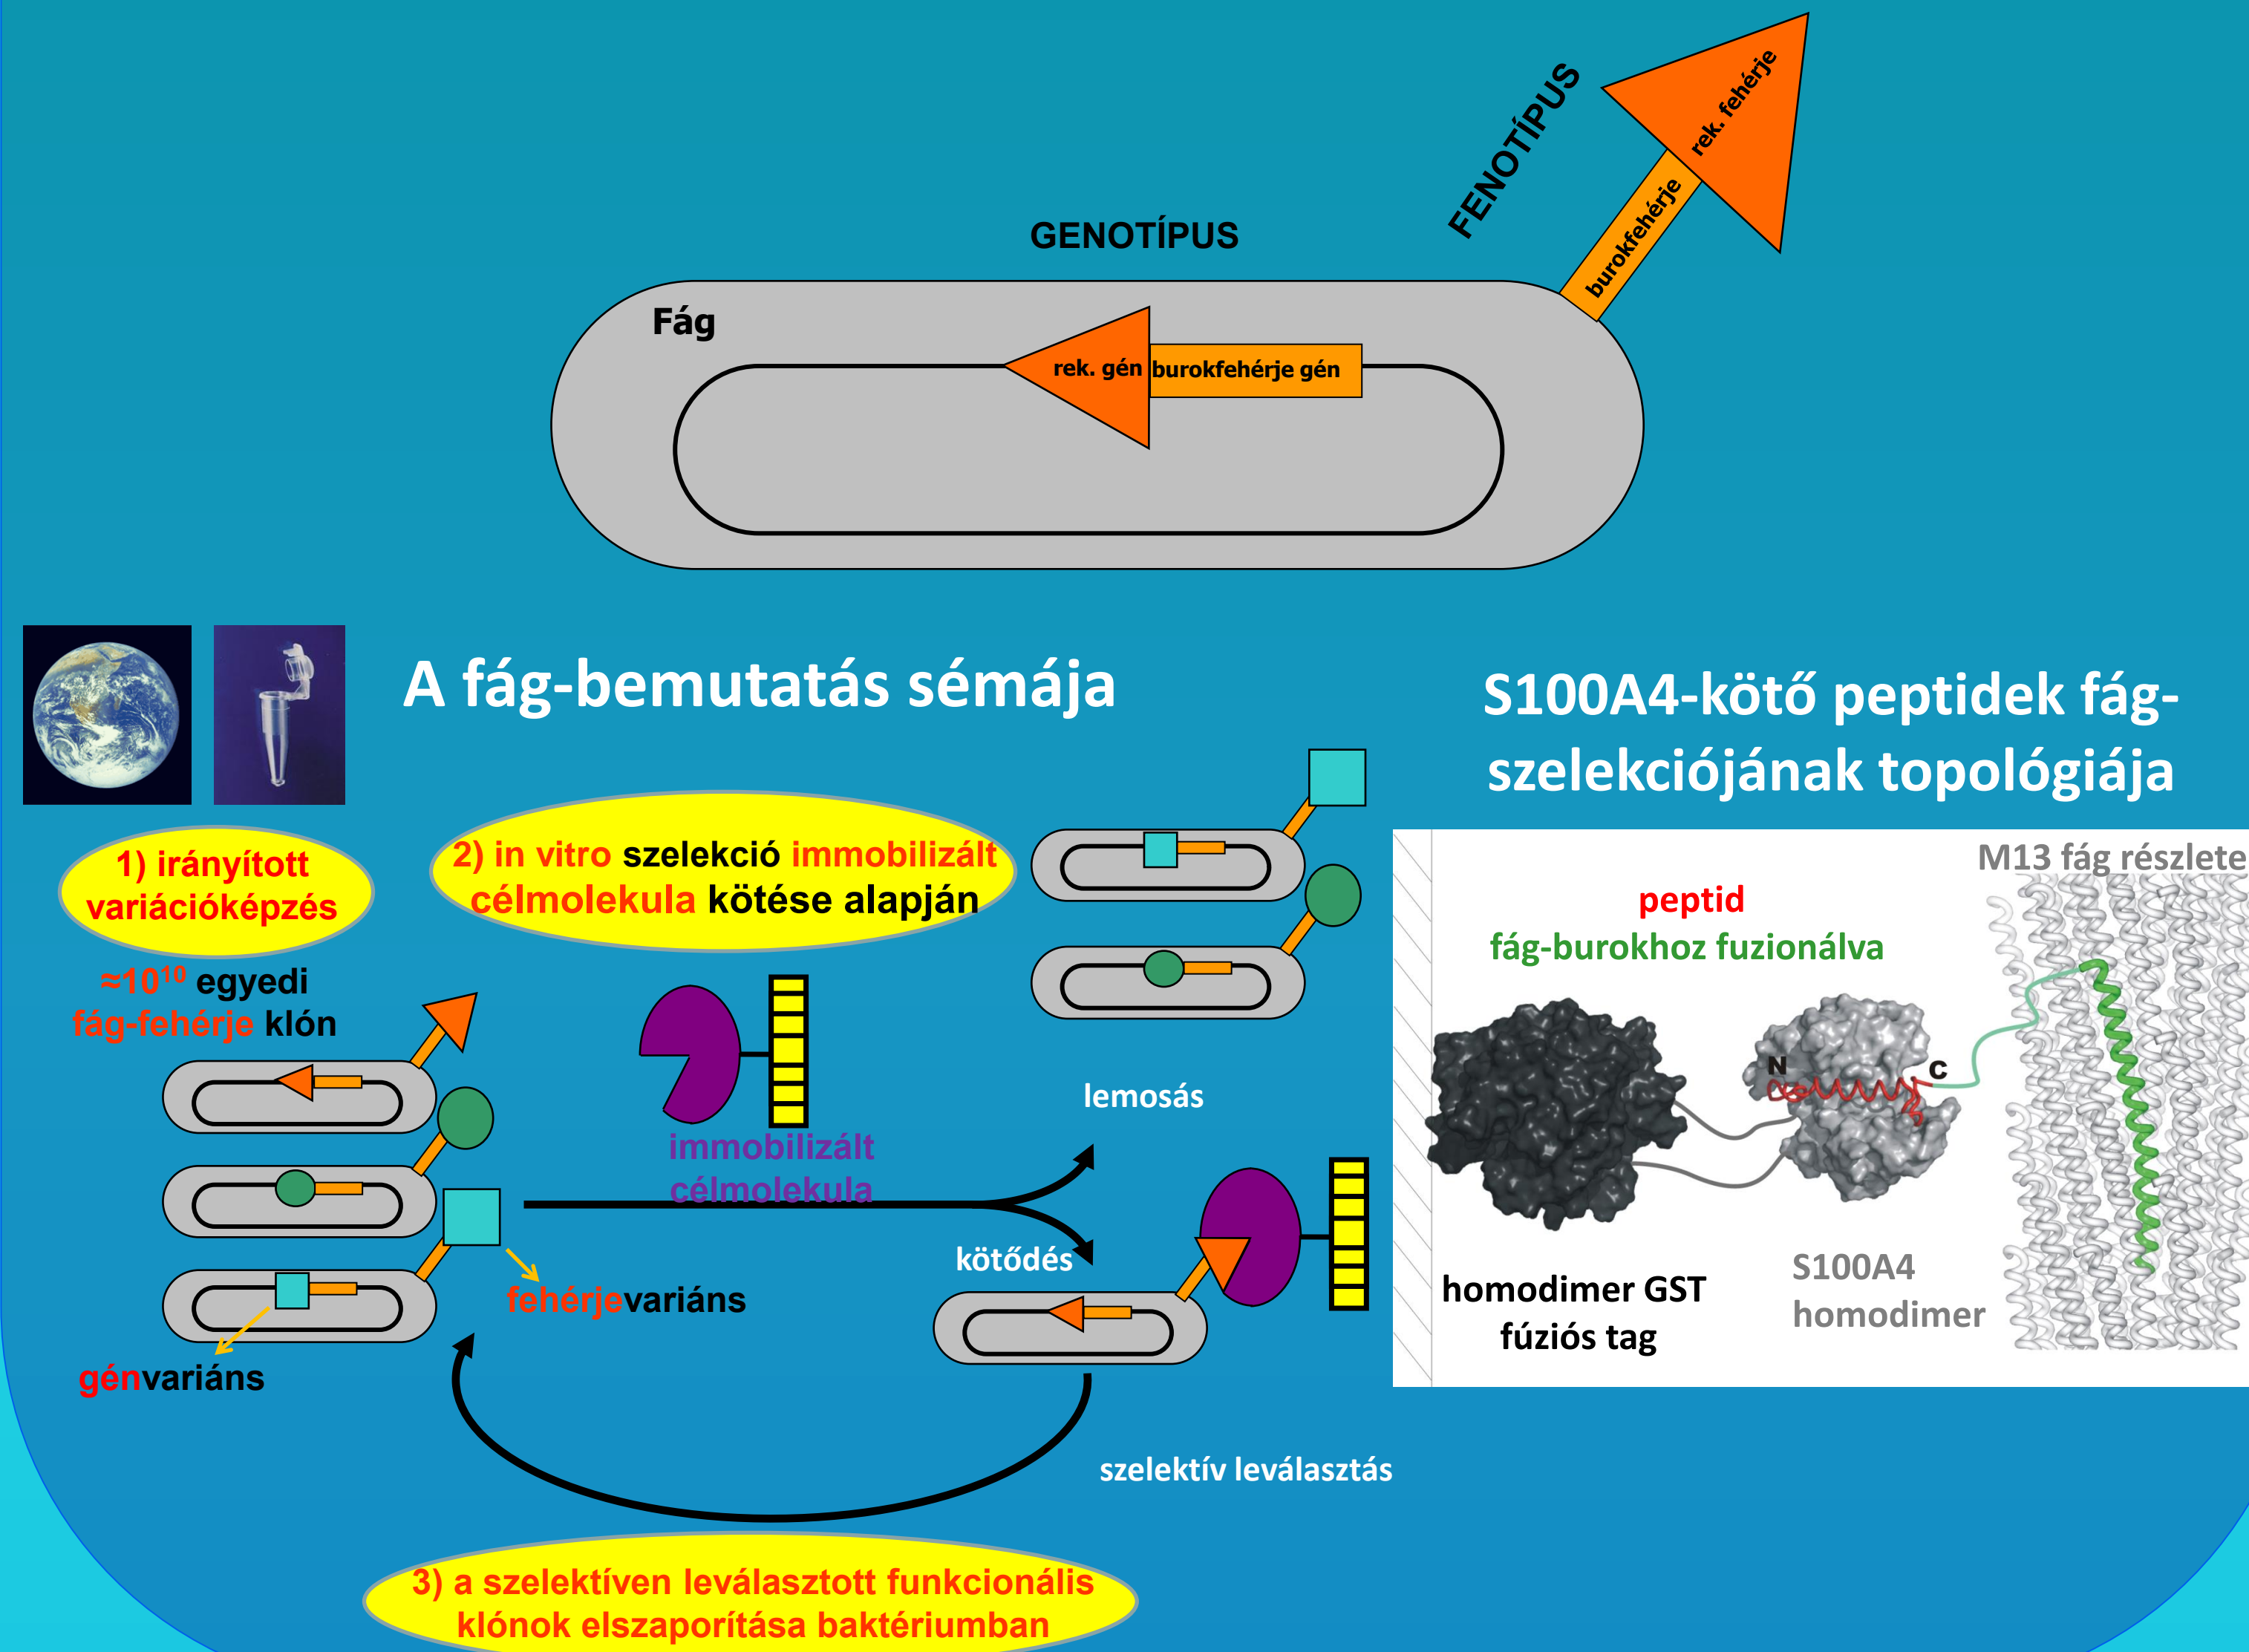 GENOTÍPUS
FENOTÍPUS
rek. fehérje
burokfehérje
Fág
rek. gén
burokfehérje gén
A fág-bemutatás sémája
1) irányított
variációképzés
≈10¹⁰ egyedi
fág-fehérje klón
2) in vitro szelekció immobilizált
célmolekula kötése alapján
immobilizált
célmolekula
lemosás
kötődés
fehérjevariáns
génvariáns
szelektív leválasztás
3) a szelektíven leválasztott funkcionális
klónok elszaporítása baktériumban
S100A4-kötő peptidek fág-
szelekciójának topológiája
M13 fág részlete
peptid
fág-burokhoz fuzionálva
N
C
homodimer GST
fúziós tag
S100A4
homodimer